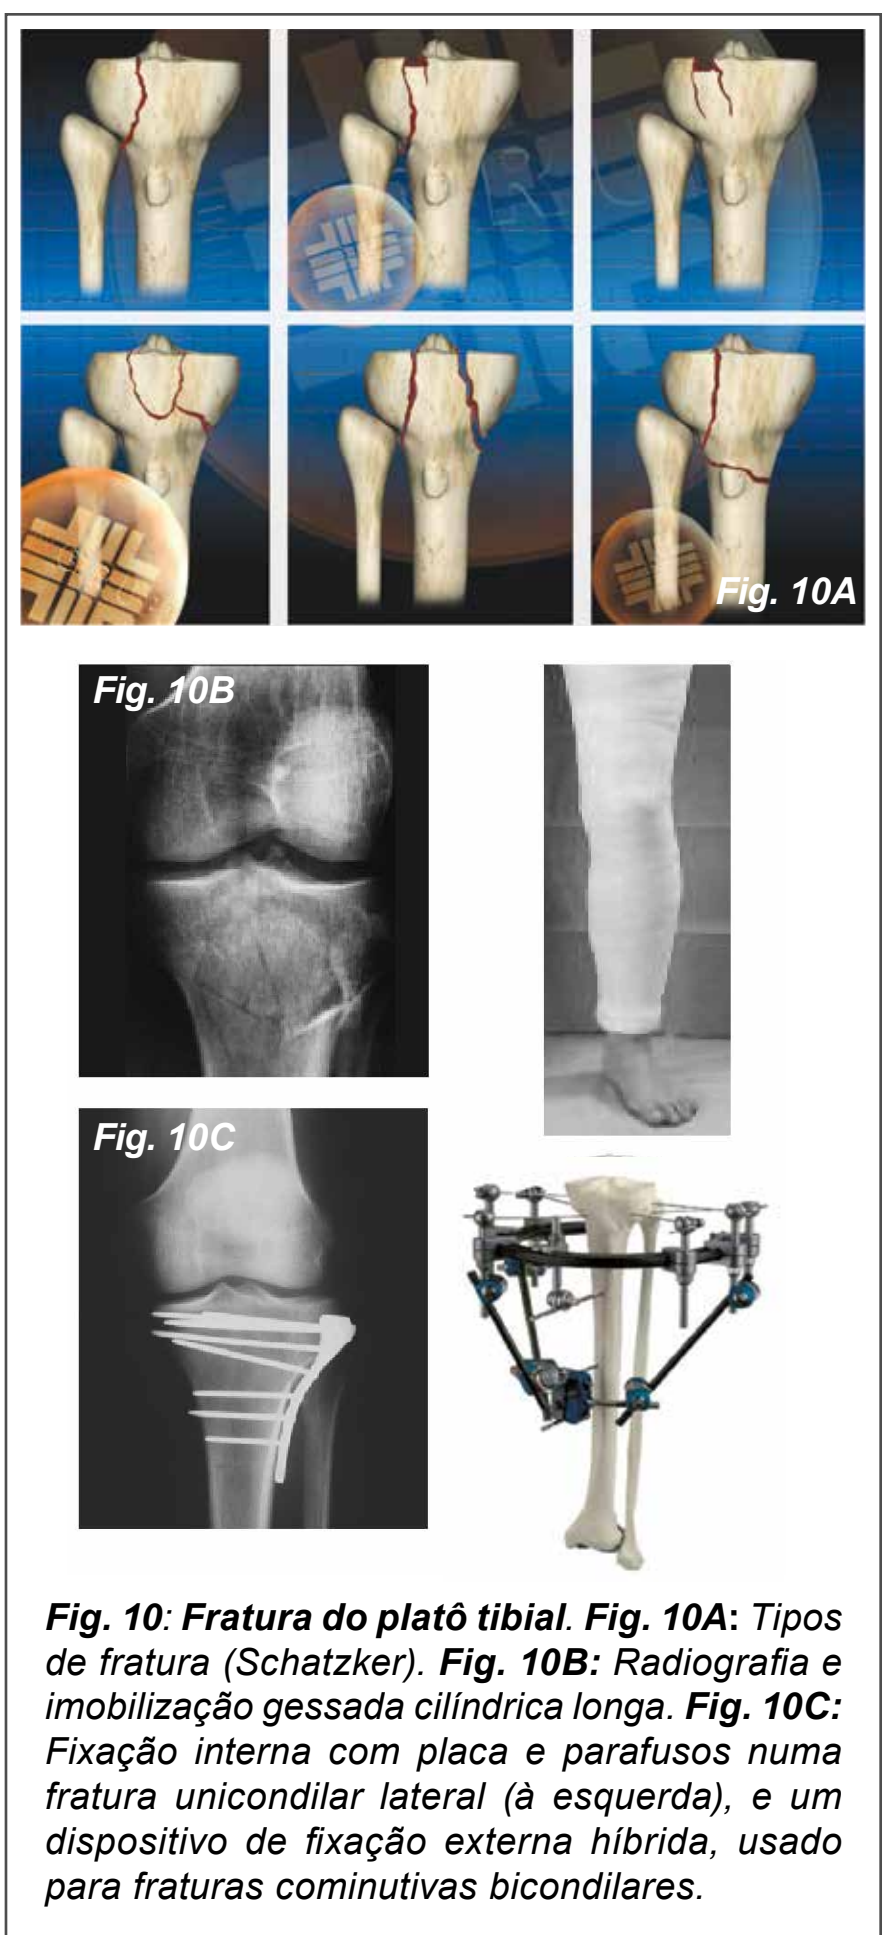 Fig. 10A
Fig. 10B
Fig. 10C
Fig. 10: Fratura do platô tibial. Fig. 10A: Tipos
de fratura (Schatzker). Fig. 10B: Radiografia e
imobilização gessada cilíndrica longa. Fig. 10C:
Fixação interna com placa e parafusos numa
fratura unicondilar lateral (à esquerda), e um
dispositivo de fixação externa híbrida, usado
para fraturas cominutivas bicondilares.